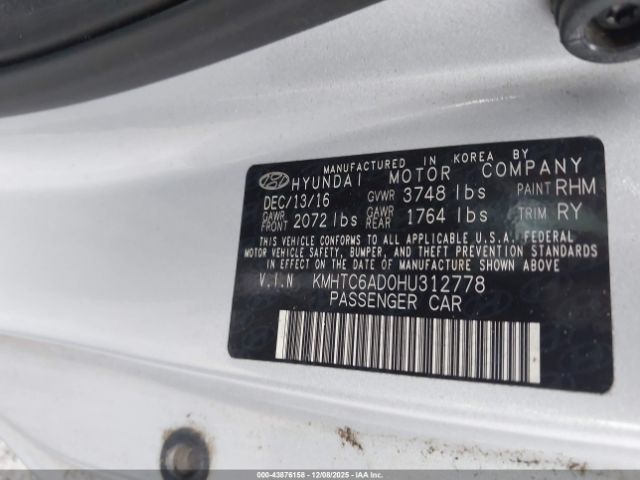 MANUFACTURED IN KOREA BY
HYUNDAI MOTOR COMPANY
DEC/13/16 GVWR 3748 lbs PAINT RHM
GAWR FRONT 2072 lbs GAWR REAR 1764 lbs TRIM RY
THIS VEHICLE CONFORMS TO ALL APPLICABLE U.S.A. FEDERAL
MOTOR VEHICLE SAFETY, BUMPER, AND THEFT PREVENTION STANDARDS
IN EFFECT ON THE DATE OF MANUFACTURE SHOWN ABOVE
V.I.N KMHTC6AD0HU312778
PASSENGER CAR
000-43876158 - 12/08/2025 - IAA Inc.